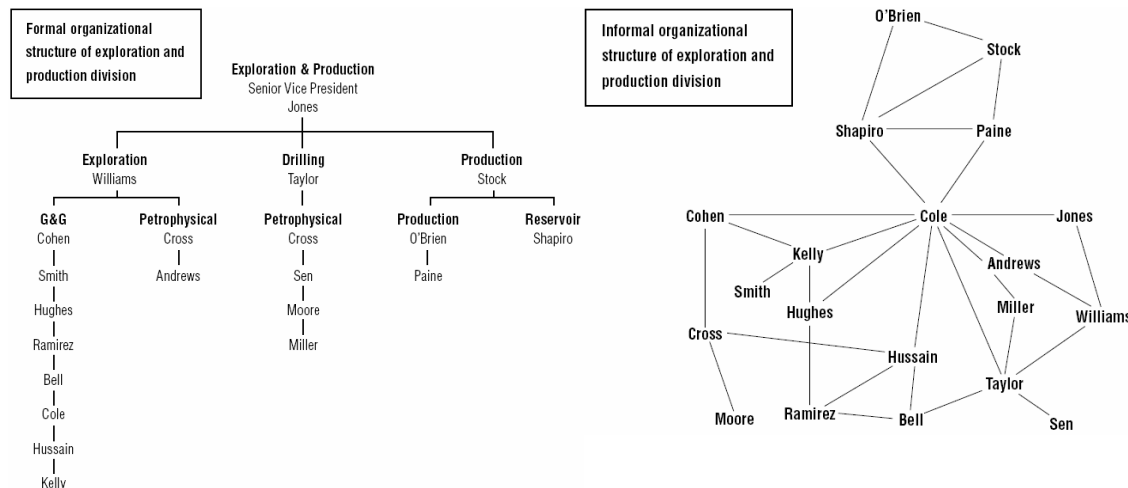 Formal organizational
structure of exploration and
production division
Exploration & Production
Senior Vice President
Jones
Exploration
Williams
Drilling
Taylor
Production
Stock
G&G
Cohen
Smith
Hughes
Ramirez
Bell
Cole
Hussain
Kelly
Petrophysical
Cross
Andrews
Petrophysical
Cross
Sen
Moore
Miller
Production
O'Brien
Paine
Reservoir
Shapiro
Informal organizational
structure of exploration and
production division
O'Brien
Stock
Shapiro
Paine
Cohen
Cole
Jones
Kelly
Andrews
Smith
Hughes
Miller
Williams
Cross
Hussain
Taylor
Moore
Ramirez
Bell
Sen